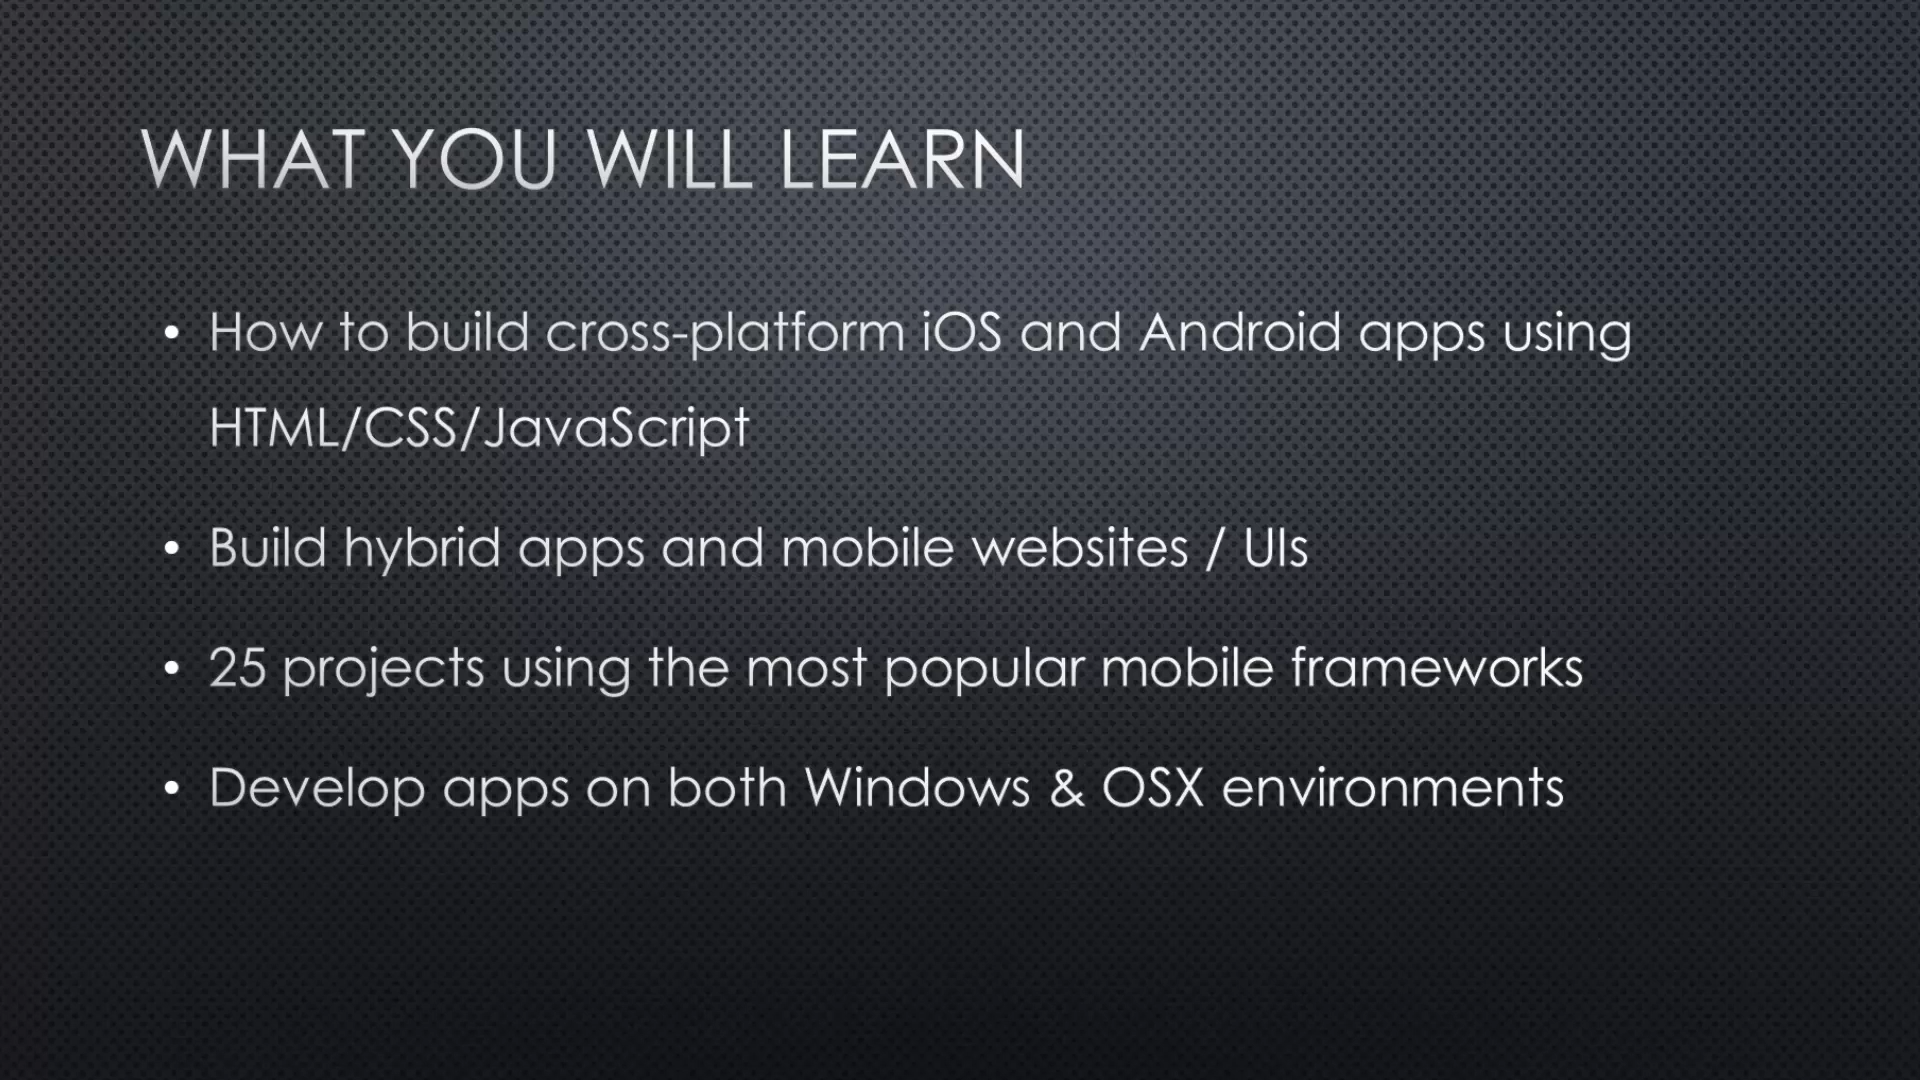 WHAT YOU WILL LEARN
• How to build cross-platform iOS and Android apps using
HTML/CSS/JavaScript
• Build hybrid apps and mobile websites / UIs
• 25 projects using the most popular mobile frameworks
• Develop apps on both Windows & OSX environments